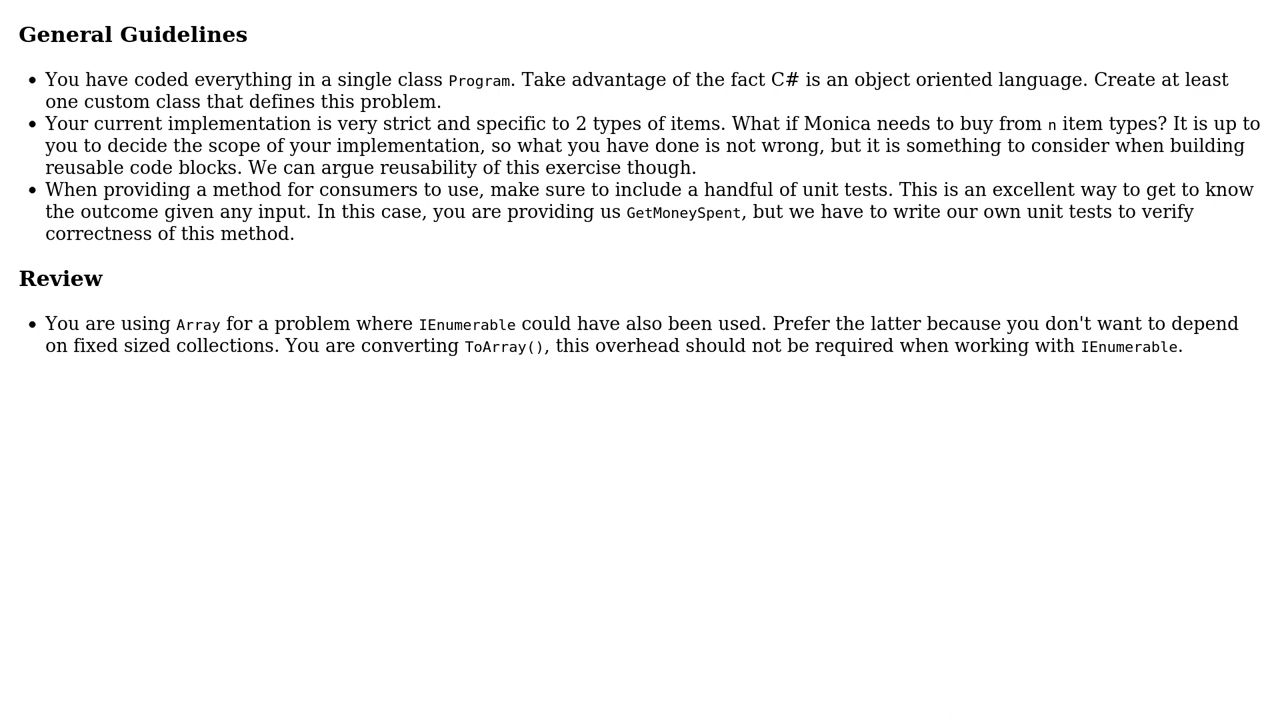 General Guidelines
• You have coded everything in a single class Program. Take advantage of the fact C# is an object oriented language. Create at least
one custom class that defines this problem.
• Your current implementation is very strict and specific to 2 types of items. What if Monica needs to buy from n item types? It is up to
you to decide the scope of your implementation, so what you have done is not wrong, but it is something to consider when building
reusable code blocks. We can argue reusability of this exercise though.
• When providing a method for consumers to use, make sure to include a handful of unit tests. This is an excellent way to get to know
the outcome given any input. In this case, you are providing us GetMoneySpent, but we have to write our own unit tests to verify
correctness of this method.
Review
• You are using Array for a problem where IEnumerable could have also been used. Prefer the latter because you don't want to depend
on fixed sized collections. You are converting ToArray(), this overhead should not be required when working with IEnumerable.